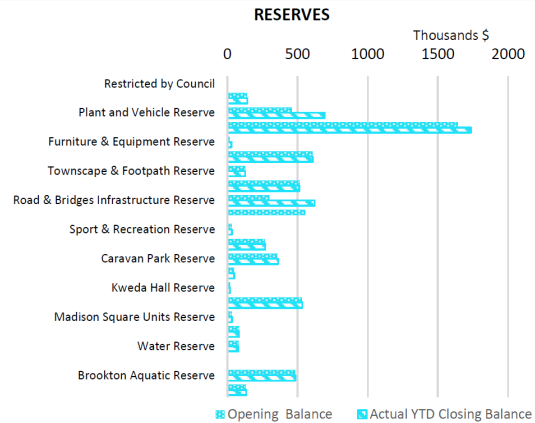 RESERVES
Thousands $
0 500 1000 1500 2000
Restricted by Council
Plant and Vehicle Reserve
Furniture & Equipment Reserve
Townscape & Footpath Reserve
Road & Bridges Infrastructure Reserve
Sport & Recreation Reserve
Caravan Park Reserve
Kweda Hall Reserve
Madison Square Units Reserve
Water Reserve
Brookton Aquatic Reserve
Opening Balance Actual YTD Closing Balance